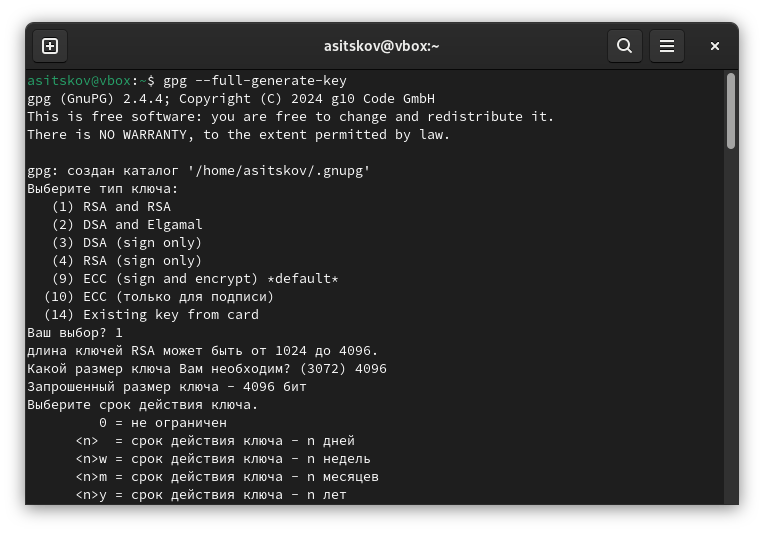 asitskov@vbox:~
asitskov@vbox:~$ gpg --full-generate-key
gpg (GnuPG) 2.4.4; Copyright (C) 2024 g10 Code GmbH
This is free software: you are free to change and redistribute it.
There is NO WARRANTY, to the extent permitted by law.

gpg: создан каталог '/home/asitskov/.gnupg'
Выберите тип ключа:
   (1) RSA and RSA
   (2) DSA and Elgamal
   (3) DSA (sign only)
   (4) RSA (sign only)
   (9) ECC (sign and encrypt) *default*
  (10) ECC (только для подписи)
  (14) Existing key from card
Ваш выбор? 1
длина ключей RSA может быть от 1024 до 4096.
Какой размер ключа Вам необходим? (3072) 4096
Запрошенный размер ключа - 4096 бит
Выберите срок действия ключа.
         0 = не ограничен
      <n>  = срок действия ключа - n дней
      <n>w = срок действия ключа - n недель
      <n>m = срок действия ключа - n месяцев
      <n>y = срок действия ключа - n лет